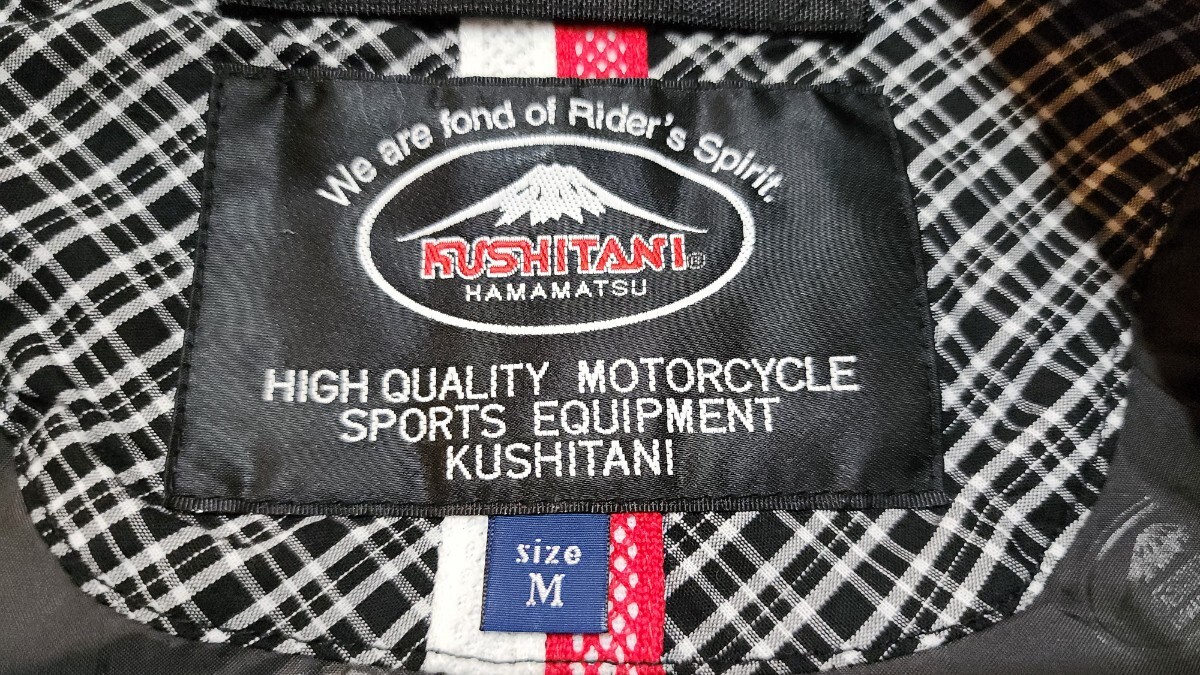 We are fond of Rider's Spirit.
KUSHITANI®
HAMAMATSU
HIGH QUALITY MOTORCYCLE
SPORTS EQUIPMENT
KUSHITANI
size
M